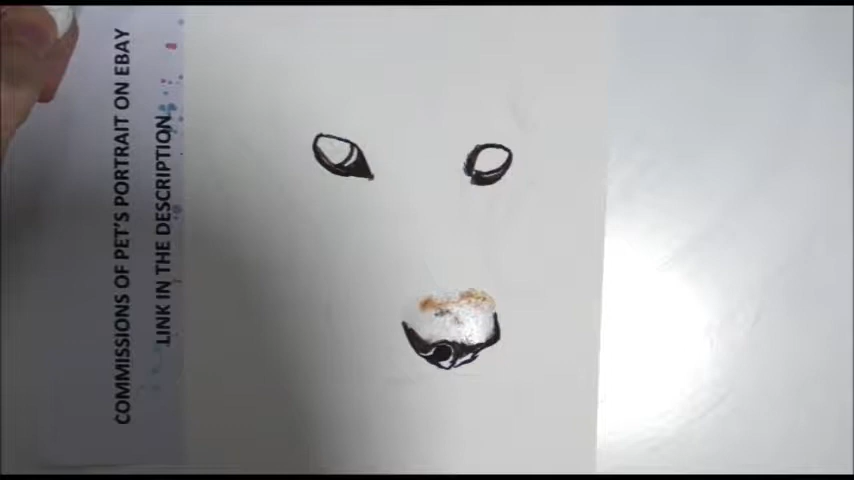 COMMISSIONS OF PET'S PORTRAIT ON EBAY
LINK IN THE DESCRIPTION